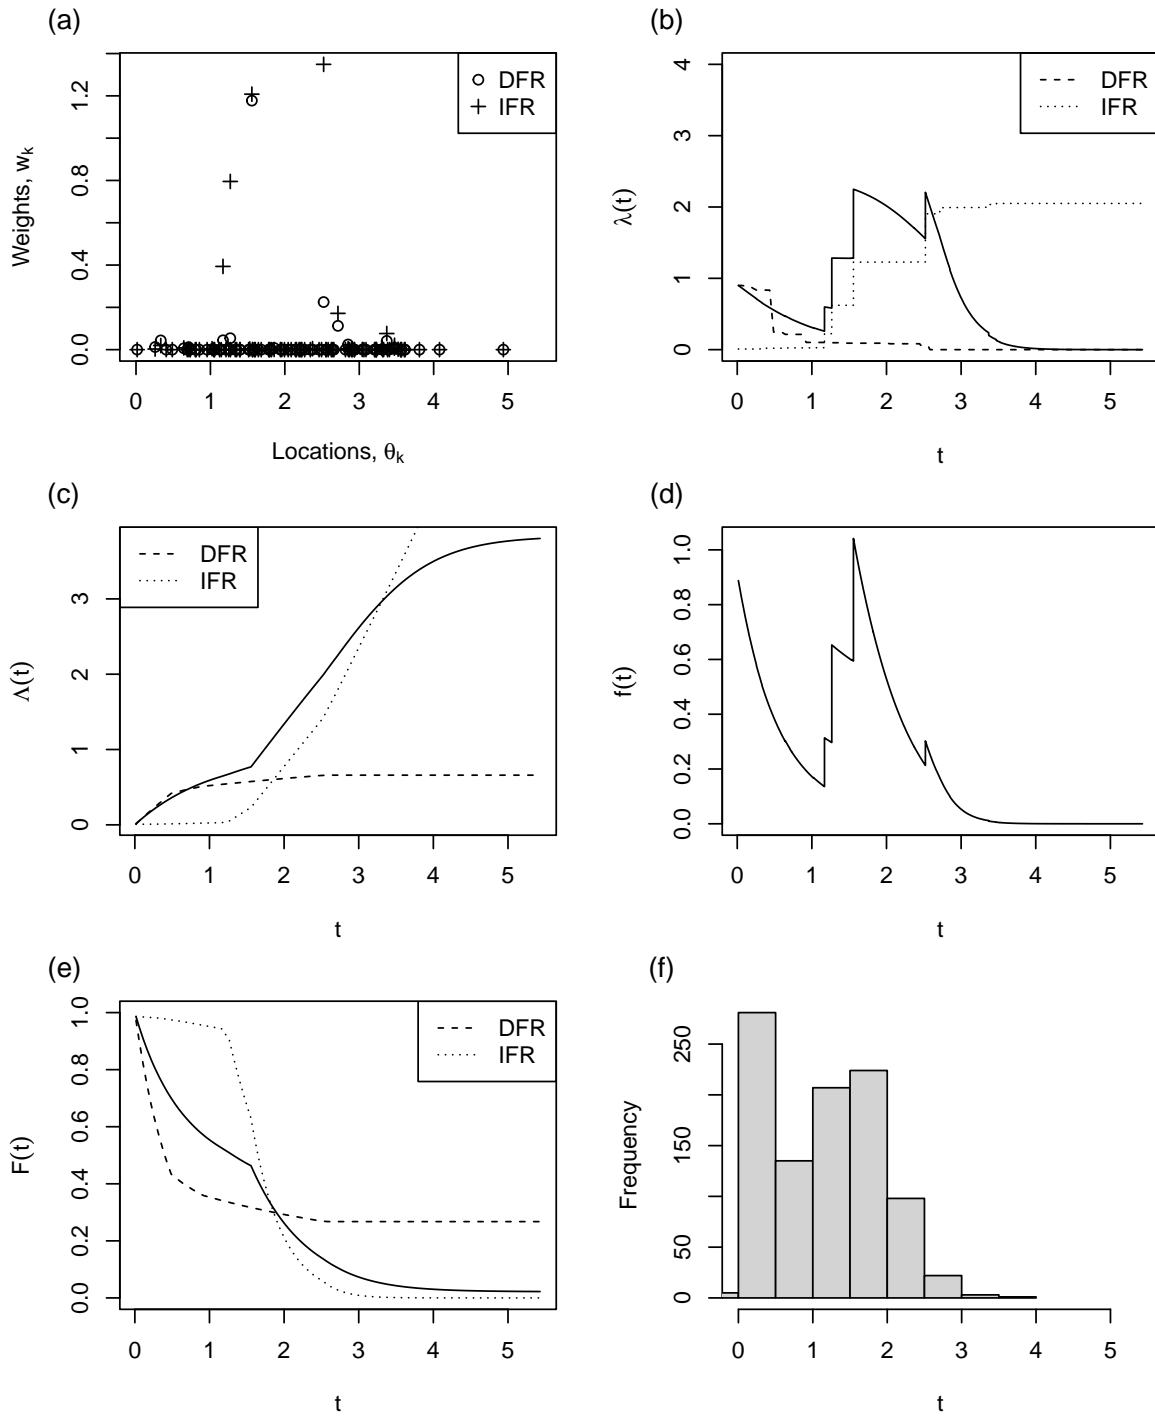 (a)
Weights, wk
0.0 0.4 0.8 1.2
0 1 2 3 4 5
Locations, θk
DFR
IFR
(b)
λ(t)
0 1 2 3 4
0 1 2 3 4 5
t
DFR
IFR
(c)
Λ(t)
0 1 2 3
0 1 2 3 4 5
t
DFR
IFR
(d)
f(t)
0.0 0.2 0.4 0.6 0.8 1.0
0 1 2 3 4 5
t
(e)
F(t)
0.0 0.2 0.4 0.6 0.8 1.0
0 1 2 3 4 5
t
DFR
IFR
(f)
Frequency
0 50 150 250
0 1 2 3 4 5
t